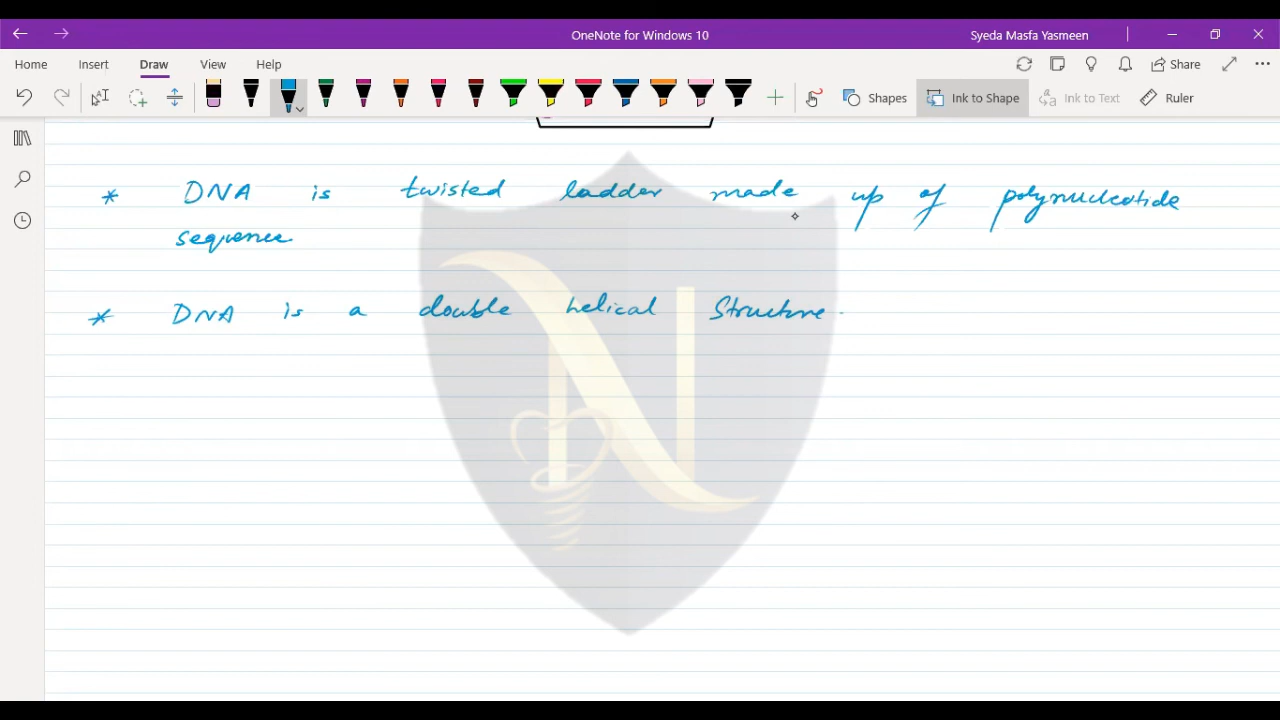 OneNote for Windows 10
Syeda Masfa Yasmeen
Home Insert Draw View Help
Share
Shapes Ink to Shape Ink to Text Ruler
* DNA is twisted ladder made up of polynucleotide
sequence
* DNA is a double helical Structure.
N